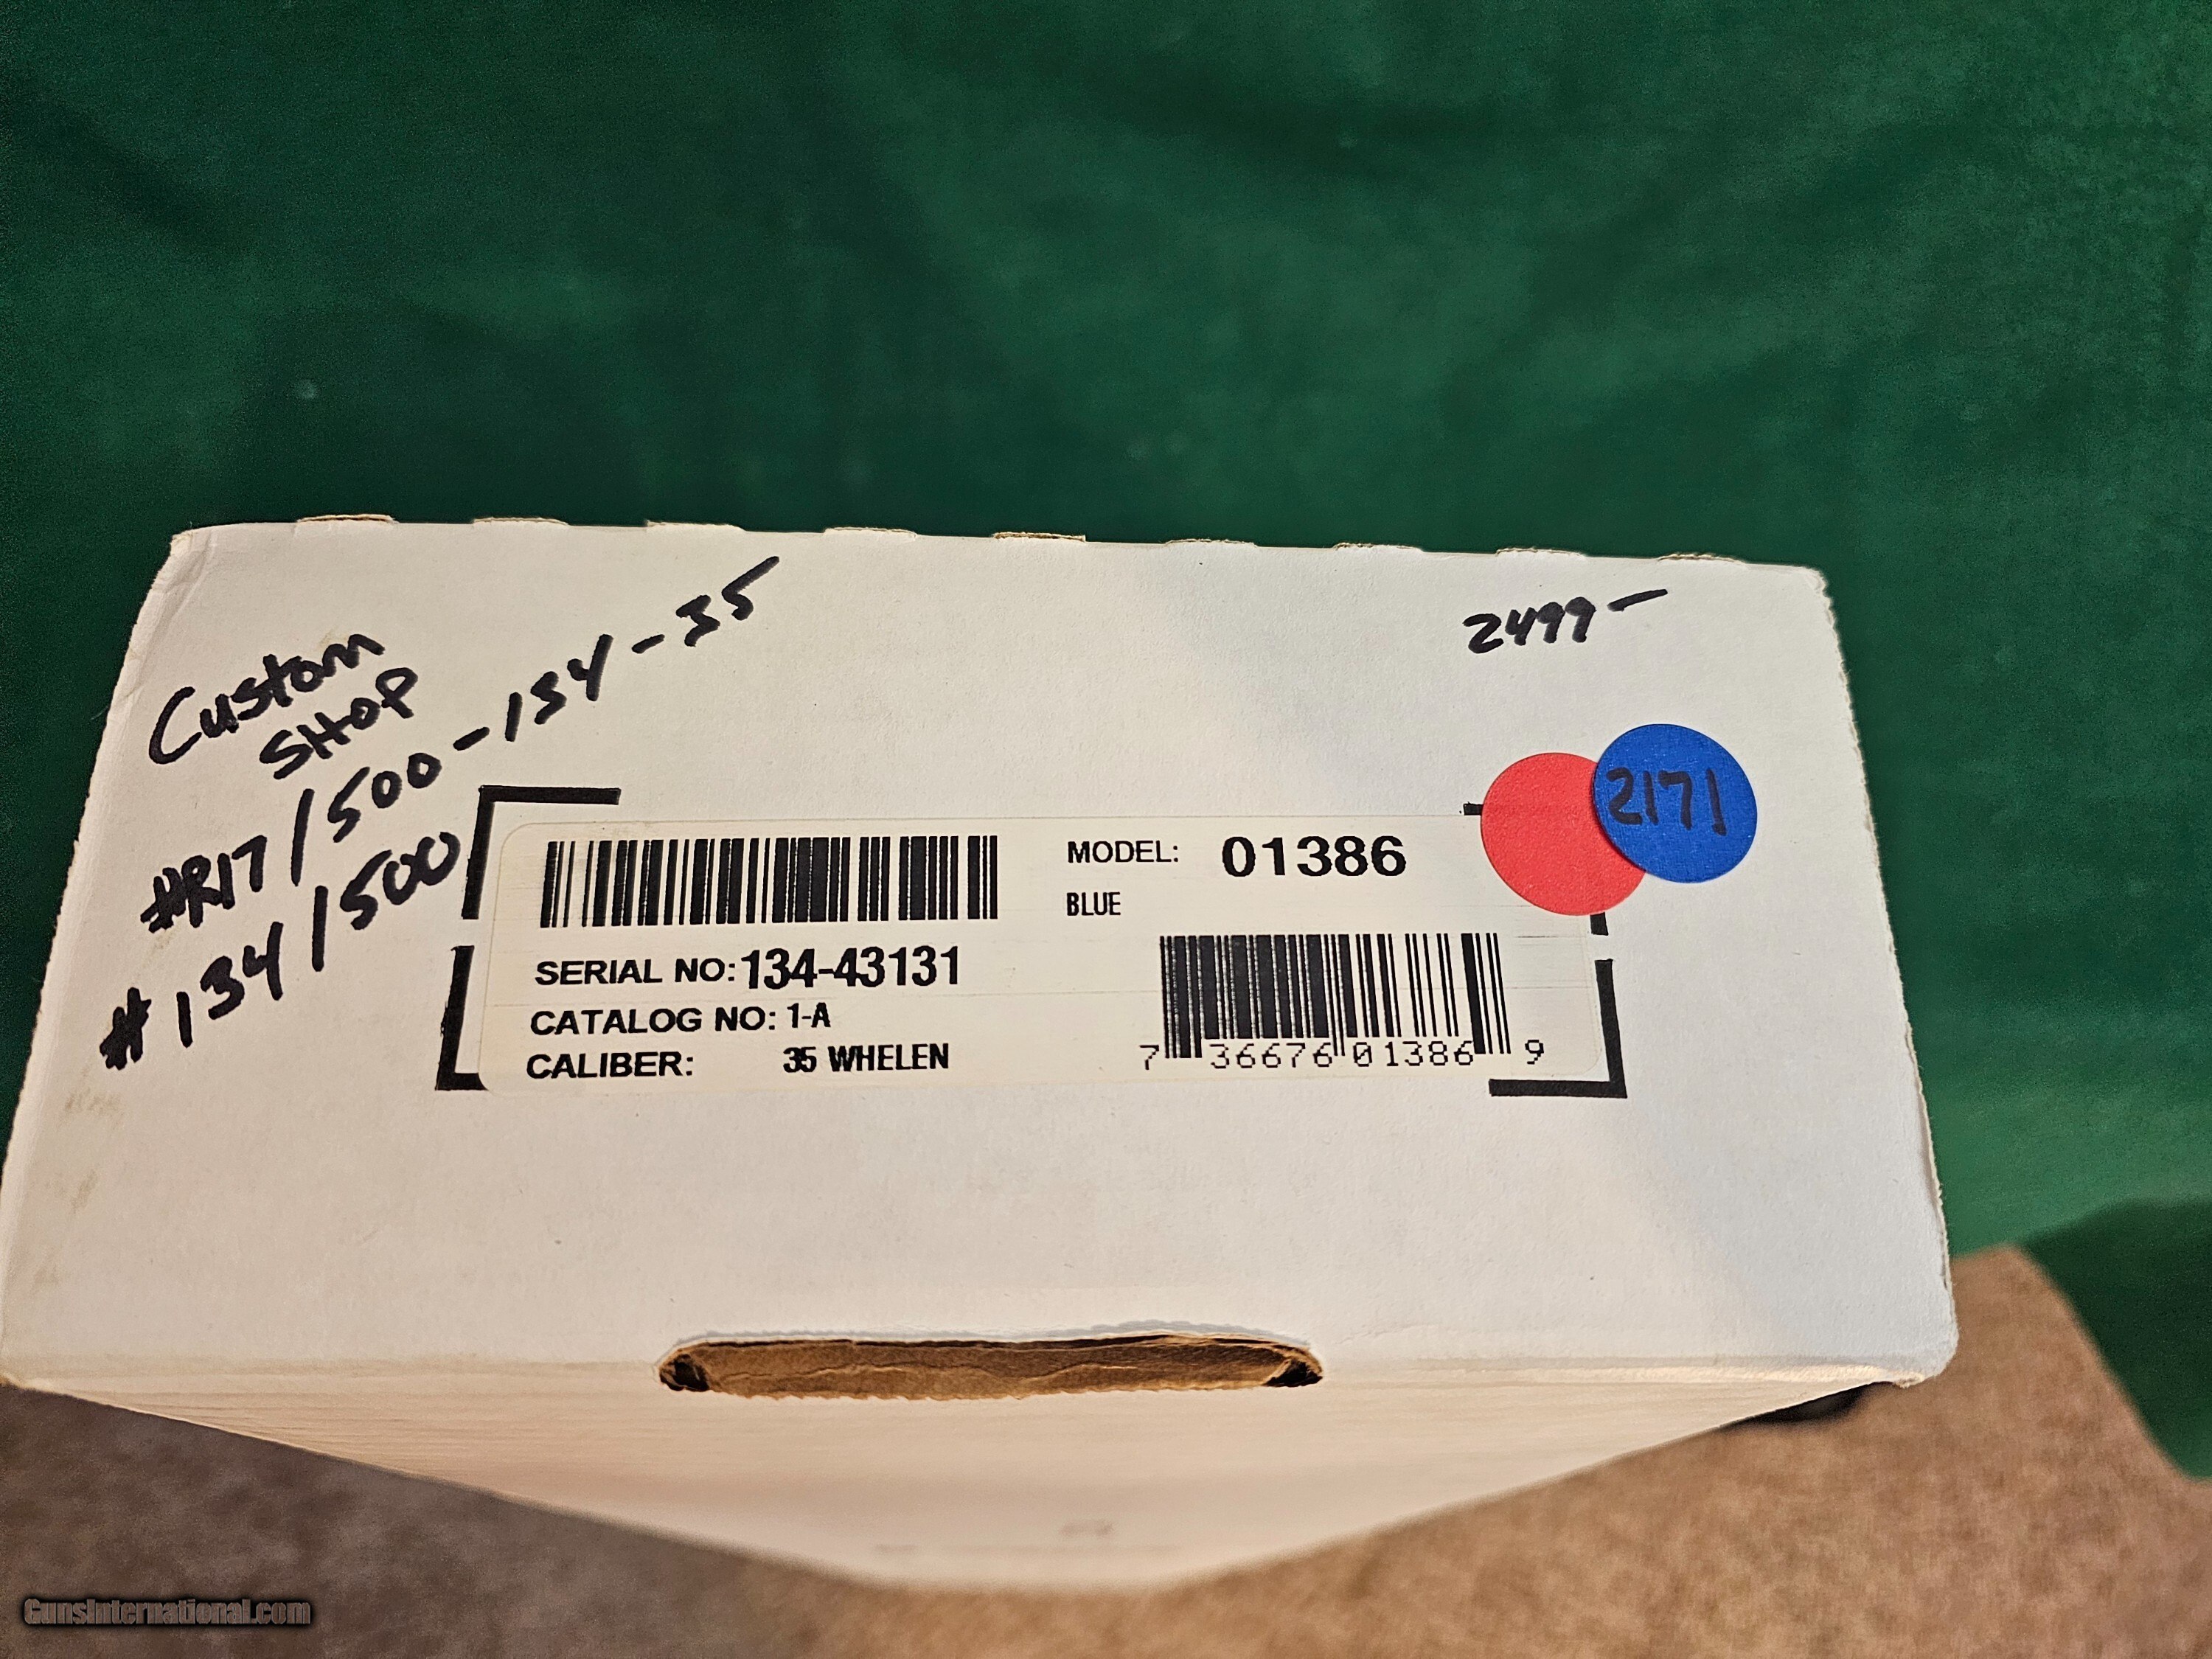 Custom
SHOP
#R17/500-134-35
#134/500
2499-
2171
MODEL: 01386
BLUE
SERIAL NO: 134-43131
CATALOG NO: 1-A
CALIBER: 35 WHELEN
7 36676 01386 9
GunsInternational.com